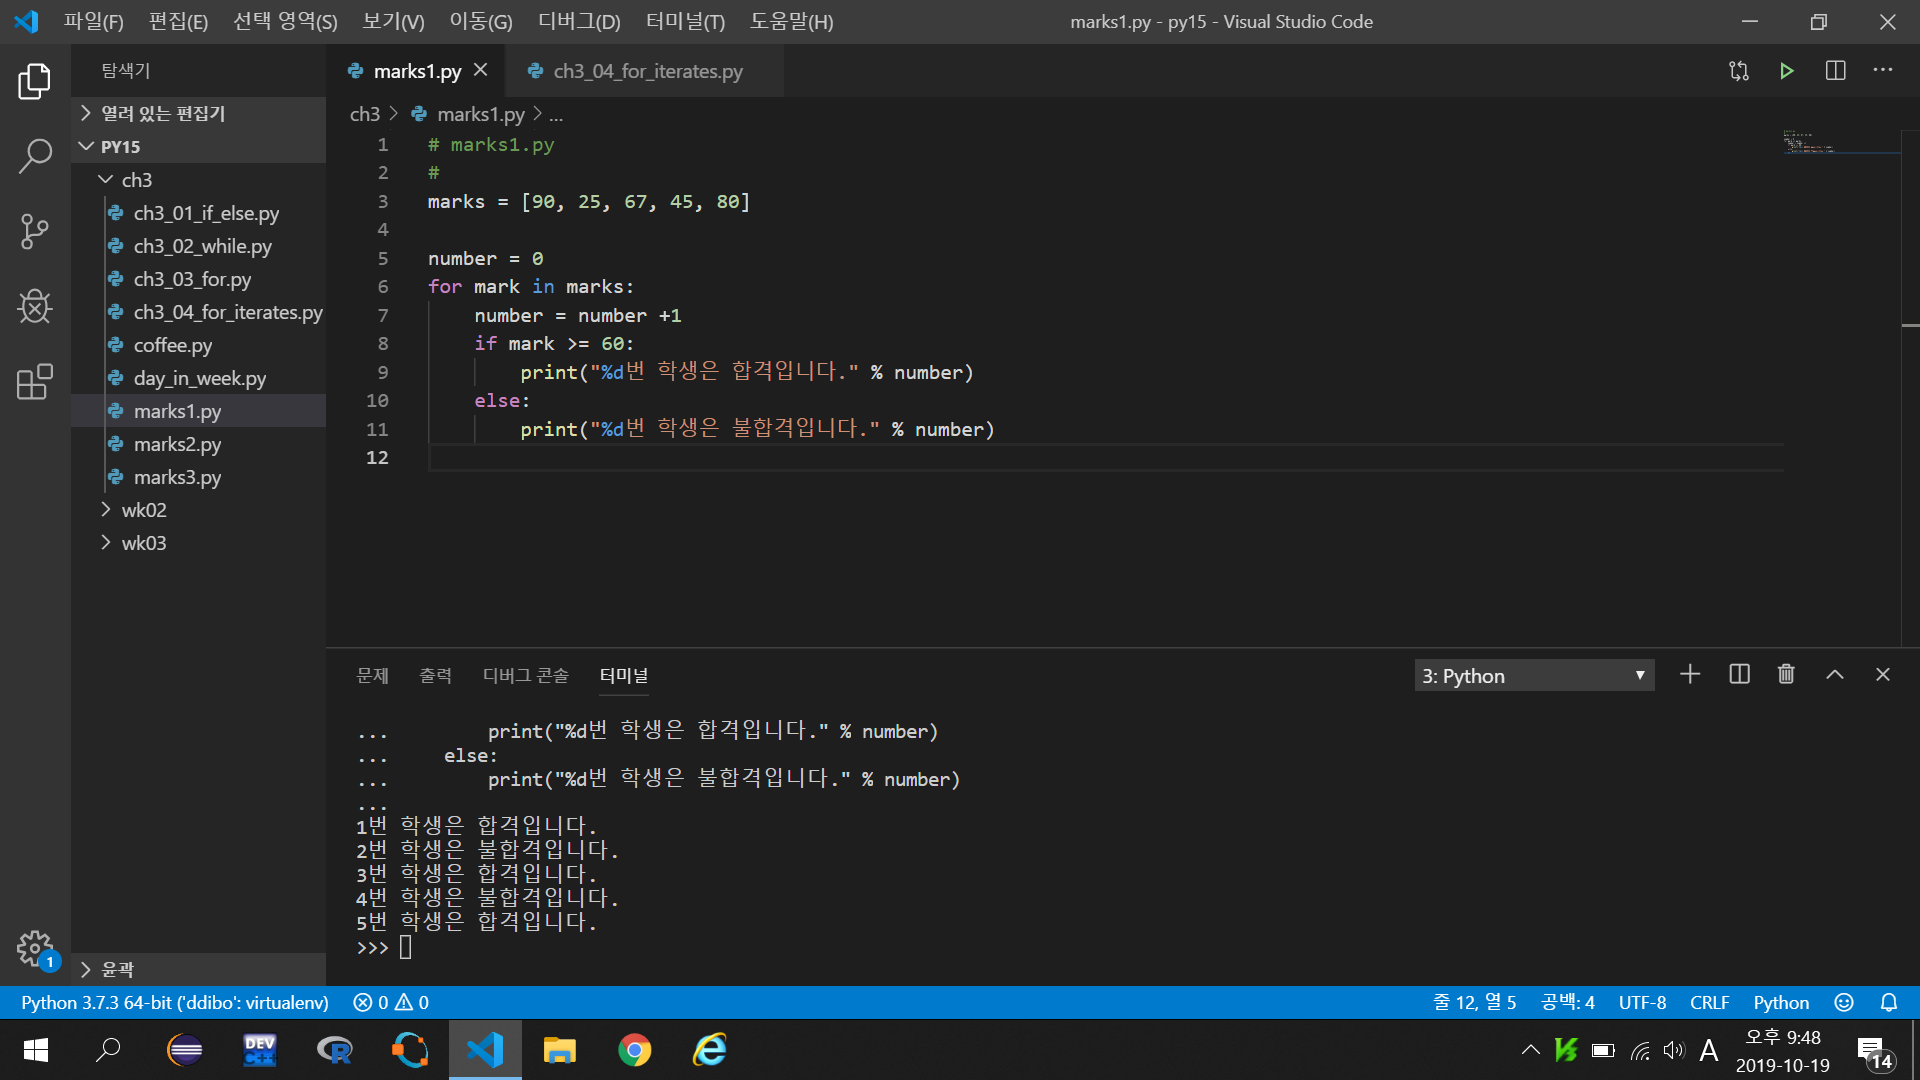 파일(F) 편집(E) 선택 영역(S) 보기(V) 이동(G) 디버그(D) 터미널(T) 도움말(H) marks1.py - py15 - Visual Studio Code
탐색기
열려 있는 편집기
PY15
ch3
ch3_01_if_else.py
ch3_02_while.py
ch3_03_for.py
ch3_04_for_iterates.py
coffee.py
day_in_week.py
marks1.py
marks2.py
marks3.py
wk02
wk03
윤곽
marks1.py ch3_04_for_iterates.py
ch3 > marks1.py > ...
1 # marks1.py
2 #
3 marks = [90, 25, 67, 45, 80]
4
5 number = 0
6 for mark in marks:
7     number = number +1
8     if mark >= 60:
9         print("%d번 학생은 합격입니다." % number)
10     else:
11         print("%d번 학생은 불합격입니다." % number)
12
문제 출력 디버그 콘솔 터미널 3: Python
...         print("%d번 학생은 합격입니다." % number)
...     else:
...         print("%d번 학생은 불합격입니다." % number)
...
1번 학생은 합격입니다.
2번 학생은 불합격입니다.
3번 학생은 합격입니다.
4번 학생은 불합격입니다.
5번 학생은 합격입니다.
>>>
1
Python 3.7.3 64-bit ('ddibo': virtualenv) 0 0 줄 12, 열 5 공백: 4 UTF-8 CRLF Python
DEV C++ R A 오후 9:48
2019-10-19 14